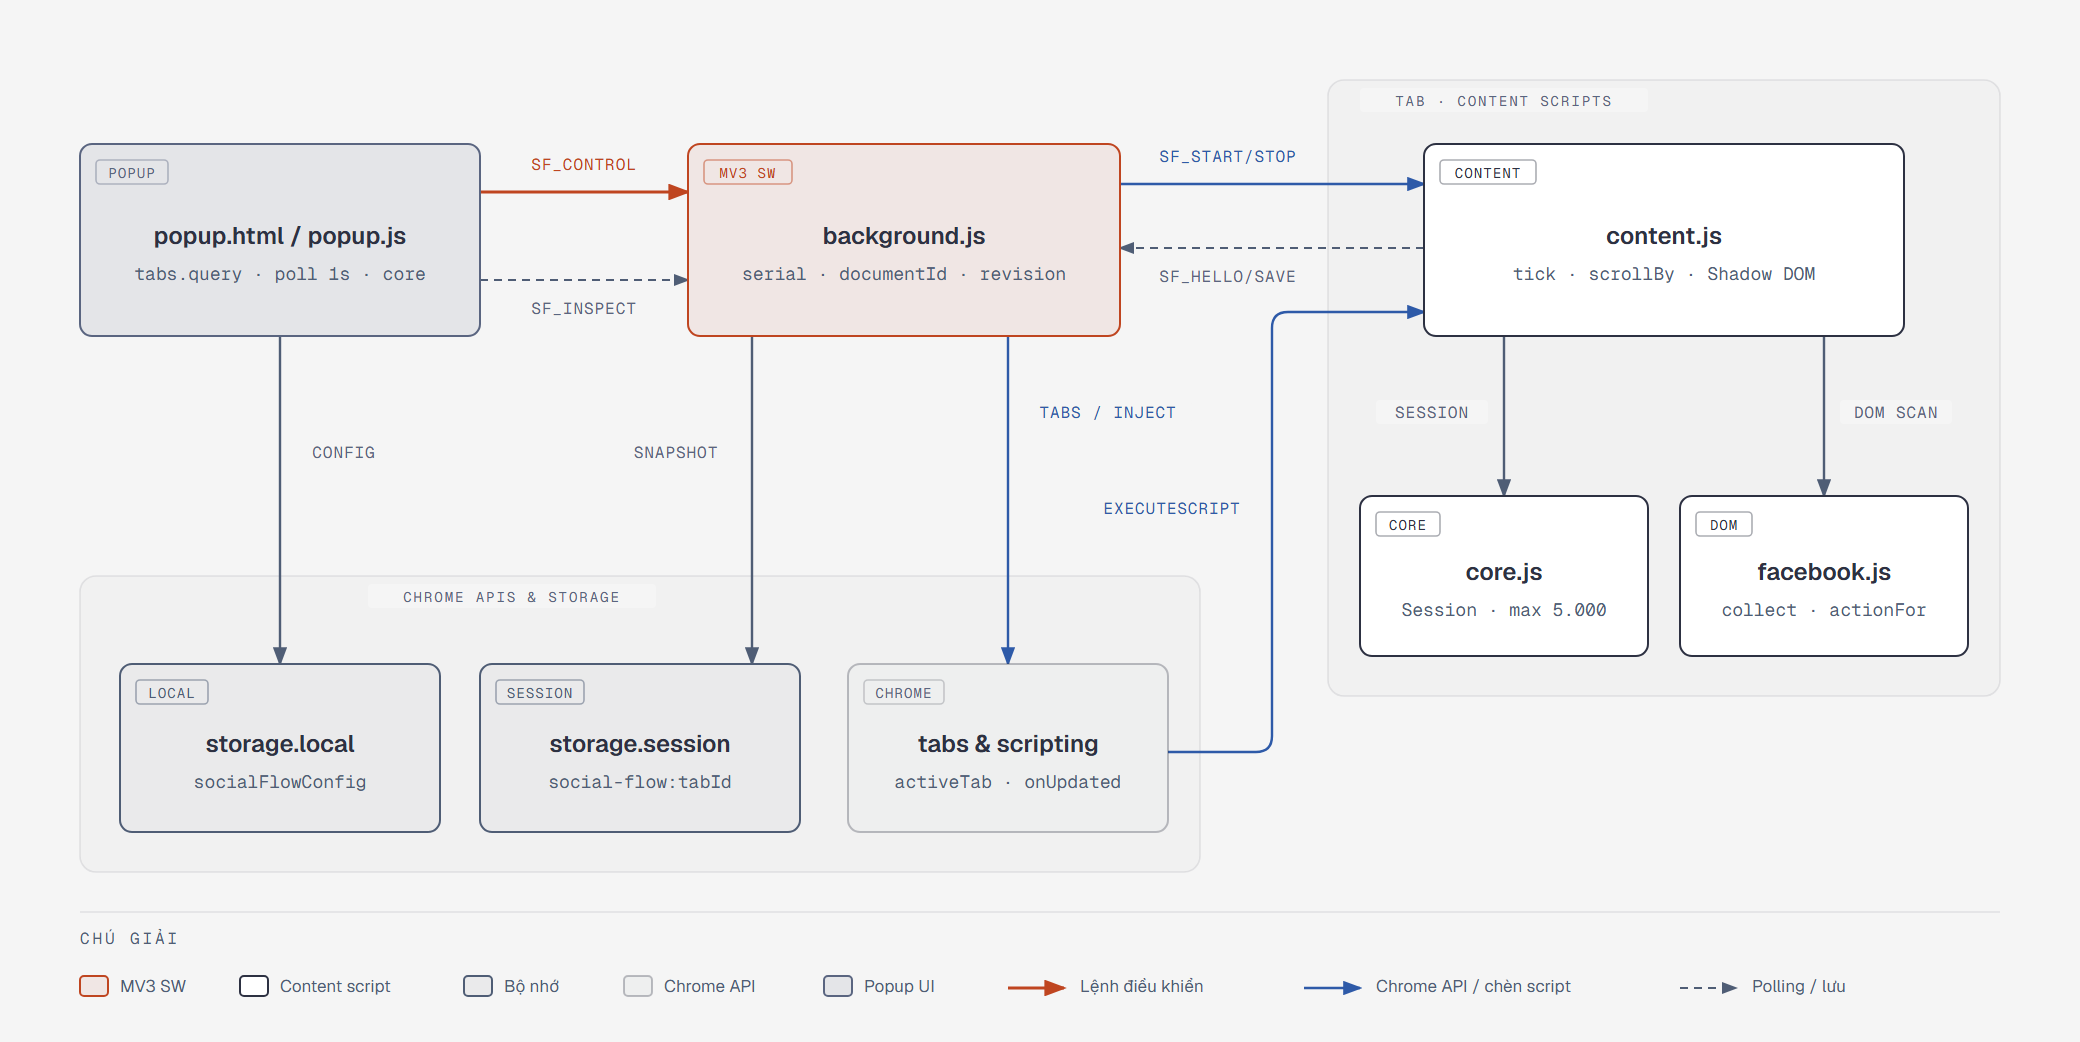 TAB · CONTENT SCRIPTS
POPUP
popup.html / popup.js
tabs.query · poll 1s · core
SF_CONTROL
SF_INSPECT
MV3 SW
background.js
serial · documentId · revision
SF_START/STOP
SF_HELLO/SAVE
CONTENT
content.js
tick · scrollBy · Shadow DOM
CONFIG
SNAPSHOT
TABS / INJECT
EXECUTESCRIPT
SESSION
DOM SCAN
CORE
core.js
Session · max 5.000
DOM
facebook.js
collect · actionFor
CHROME APIS & STORAGE
LOCAL
storage.local
socialFlowConfig
SESSION
storage.session
social-flow:tabId
CHROME
tabs & scripting
activeTab · onUpdated
CHÚ GIẢI
MV3 SW
Content script
Bộ nhớ
Chrome API
Popup UI
Lệnh điều khiển
Chrome API / chèn script
Polling / lưu